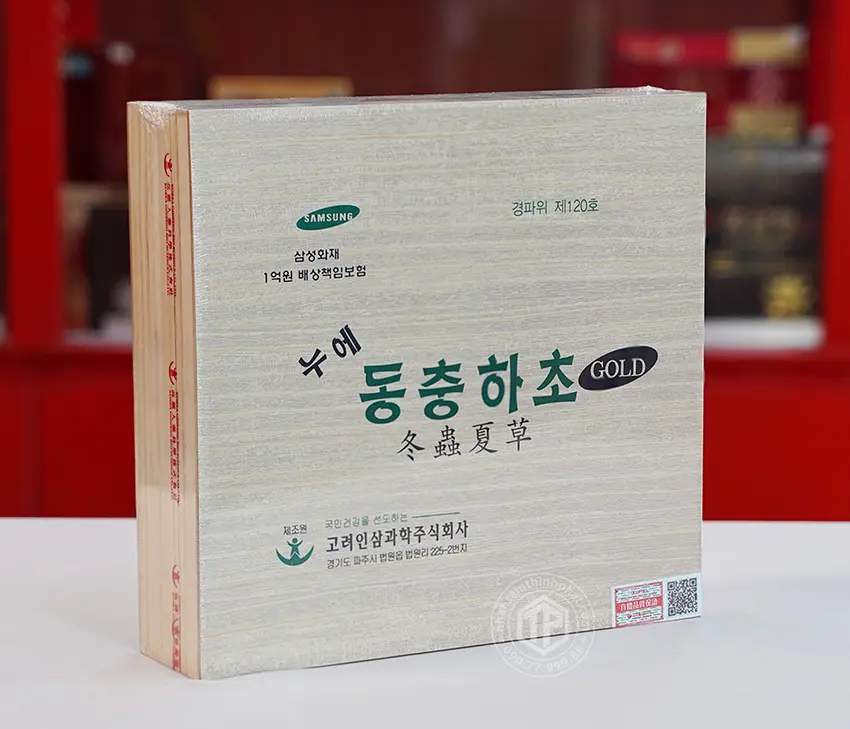 SAMSUNG
삼성화재
1억원 배상책임보험
경파위 제120호
누에
동충하초 GOLD
冬蟲夏草
제조원
국민건강을 선도하는
고려인삼과학주식회사
경기도 파주시 법원읍 법원리 225-2번지